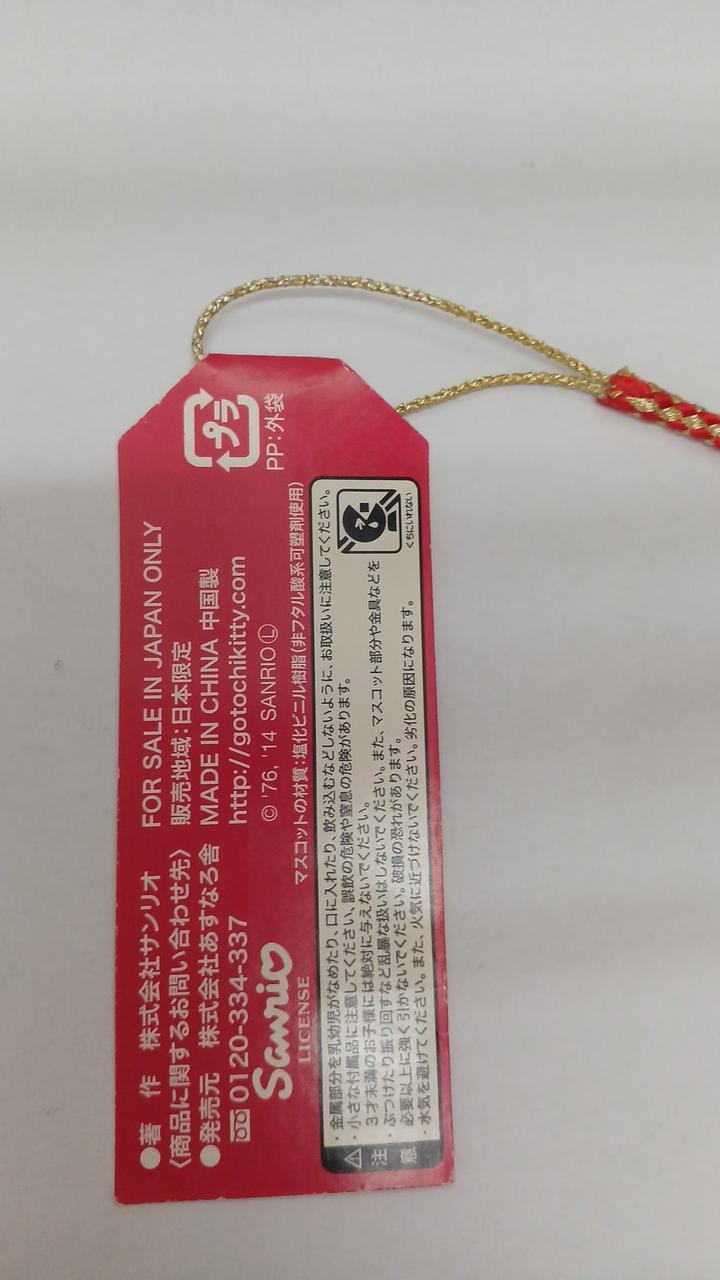 ●著 作 株式会社サンリオ
〈商品に関するお問い合わせ先〉
●発売元 株式会社あすなろ舎
0120-334-337
Sanrio
LICENSE
FOR SALE IN JAPAN ONLY
販売地域:日本限定
MADE IN CHINA 中国製
http://gotochikitty.com
© '76, '14 SANRIO Ⓛ
マスコットの材質:塩化ビニル樹脂(非フタル酸系可塑剤使用)
プラ
PP:外袋
⚠注意
・金属部分を乳幼児がなめたり、口に入れたり、飲み込むなどしないように、お取扱いに注意してください。
・小さな付属品に注意してください、誤飲の危険や窒息の危険があります。
3才未満のお子様には絶対に与えないでください。
・ぶつけたり振り回すなど乱暴な扱いはしないでください。また、マスコット部分や金具などを
必要以上に強く引かないでください。破損の恐れがあります。
・水気を避けてください。また、火気に近づけないでください。劣化の原因になります。
くちにいれない